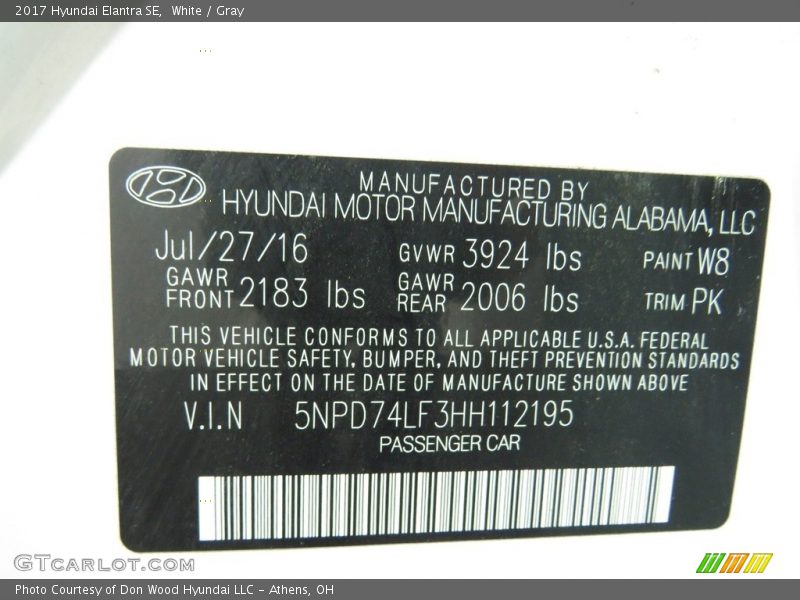 2017 Hyundai Elantra SE, White / Gray
MANUFACTURED BY
HYUNDAI MOTOR MANUFACTURING ALABAMA, LLC
Jul/27/16 GVWR 3924 lbs PAINT W8
GAWR FRONT 2183 lbs GAWR REAR 2006 lbs TRIM PK
THIS VEHICLE CONFORMS TO ALL APPLICABLE U.S.A. FEDERAL
MOTOR VEHICLE SAFETY, BUMPER, AND THEFT PREVENTION STANDARDS
IN EFFECT ON THE DATE OF MANUFACTURE SHOWN ABOVE
V.I.N 5NPD74LF3HH112195
PASSENGER CAR
GTCARLOT.COM
Photo Courtesy of Don Wood Hyundai LLC - Athens, OH